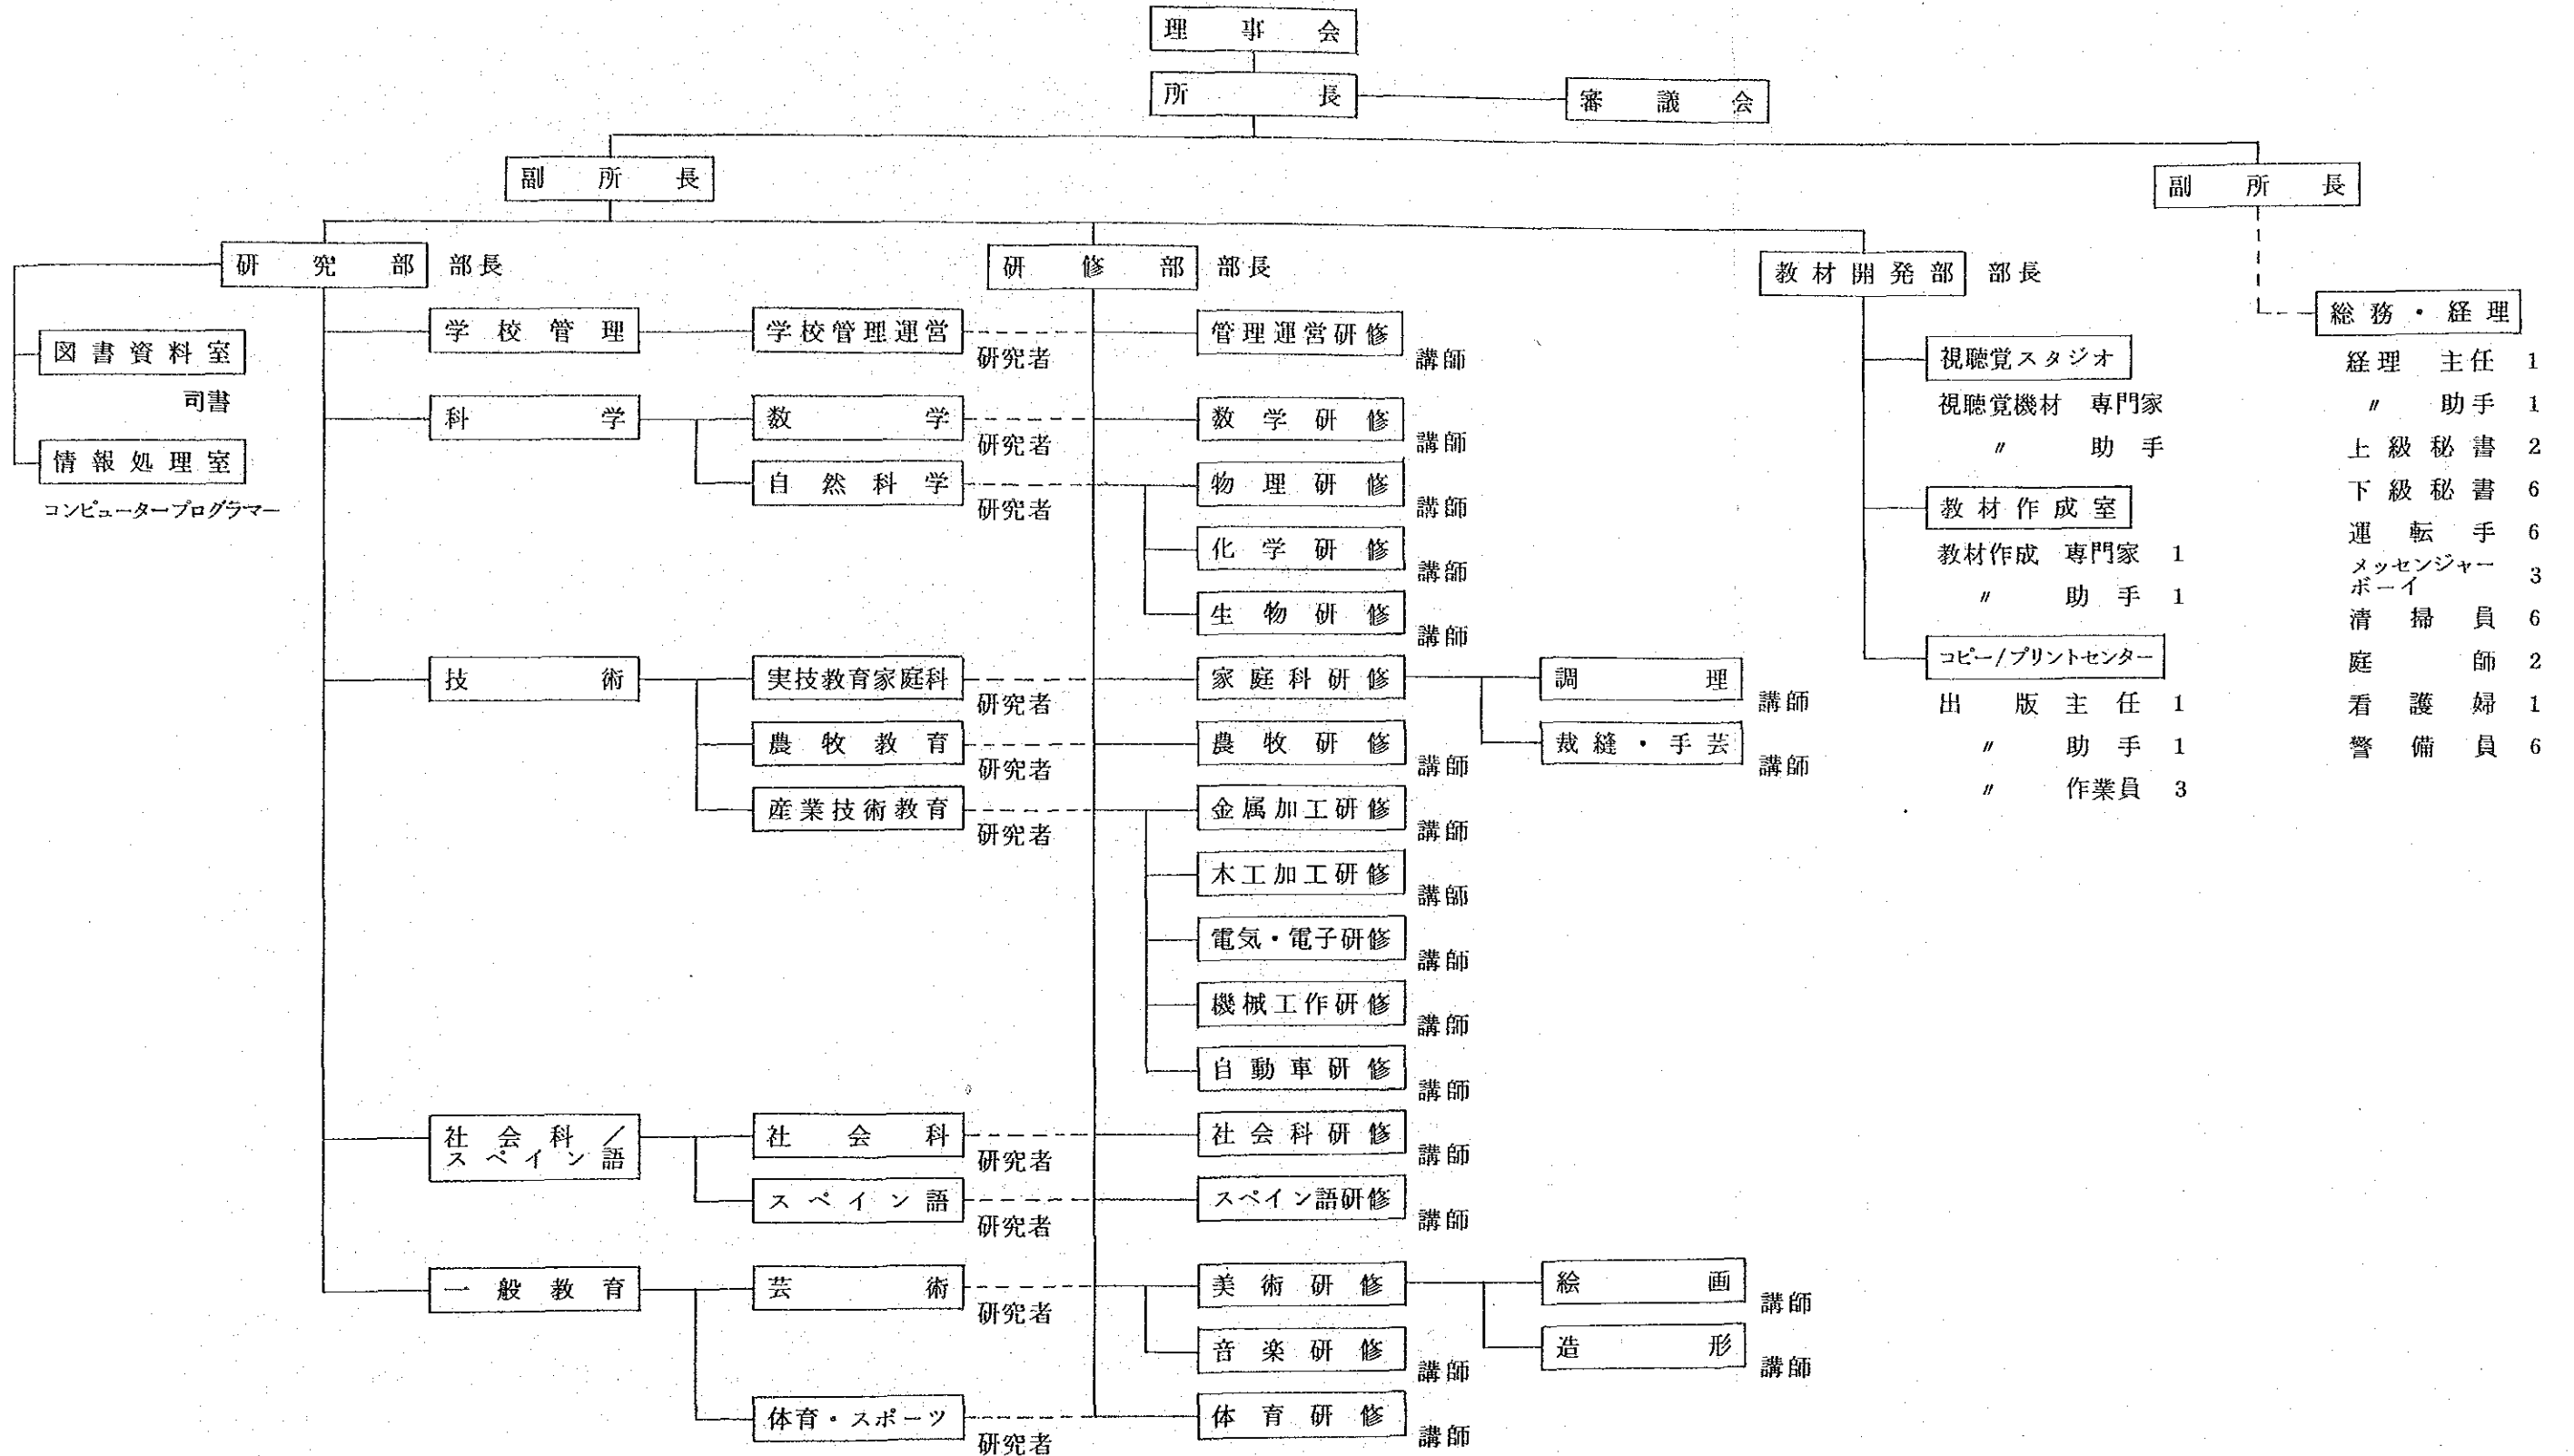 理事会
所長
審議会
副所長
副所長
研究部 部長
研修部 部長
教材開発部 部長
総務・経理
図書資料室
司書
情報処理室
コンピュータープログラマー
学校管理
学校管理運営
研究者
管理運営研修
講師
科学
数学
研究者
数学研修
講師
自然科学
研究者
物理研修
講師
化学研修
講師
生物研修
講師
技術
実技教育家庭科
研究者
家庭科研修
調理
講師
裁縫・手芸
講師
農牧教育
研究者
農牧研修
講師
産業技術教育
研究者
金属加工研修
講師
木工加工研修
講師
電気・電子研修
講師
機械工作研修
講師
自動車研修
講師
社会科/
スペイン語
社会科
研究者
社会科研修
講師
スペイン語
研究者
スペイン語研修
講師
一般教育
芸術
研究者
美術研修
絵画
講師
造形
講師
音楽研修
講師
体育・スポーツ
研究者
体育研修
講師
視聴覚スタジオ
視聴覚機材 専門家
〃 助手
教材作成室
教材作成 専門家 1
〃 助手 1
コピー/プリントセンター
出版主任 1
〃 助手 1
〃 作業員 3
経理 主任 1
〃 助手 1
上級秘書 2
下級秘書 6
運転手 6
メッセンジャー
ボーイ 3
清掃員 6
庭師 2
看護婦 1
警備員 6